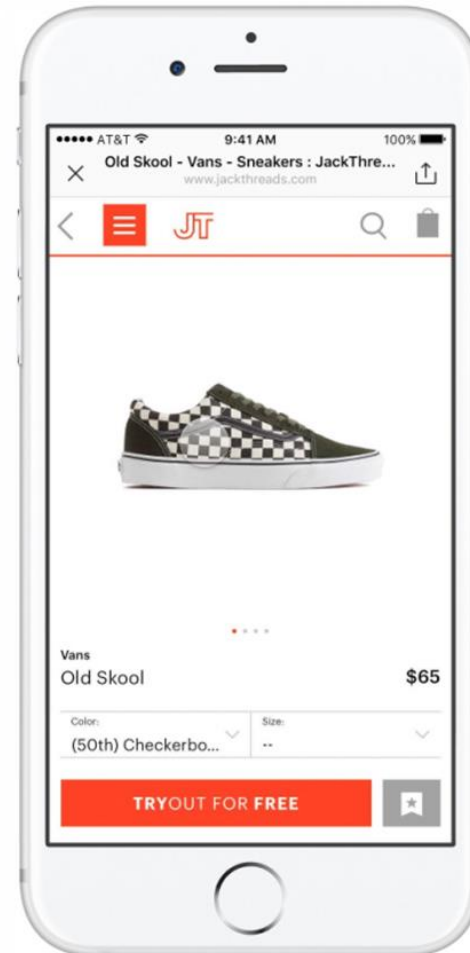 AT&T 9:41 AM 100%
Old Skool - Vans - Sneakers : JackThre...
www.jackthreads.com
JT
Vans
Old Skool $65
Color: Size:
(50th) Checkerbo... --
TRYOUT FOR FREE